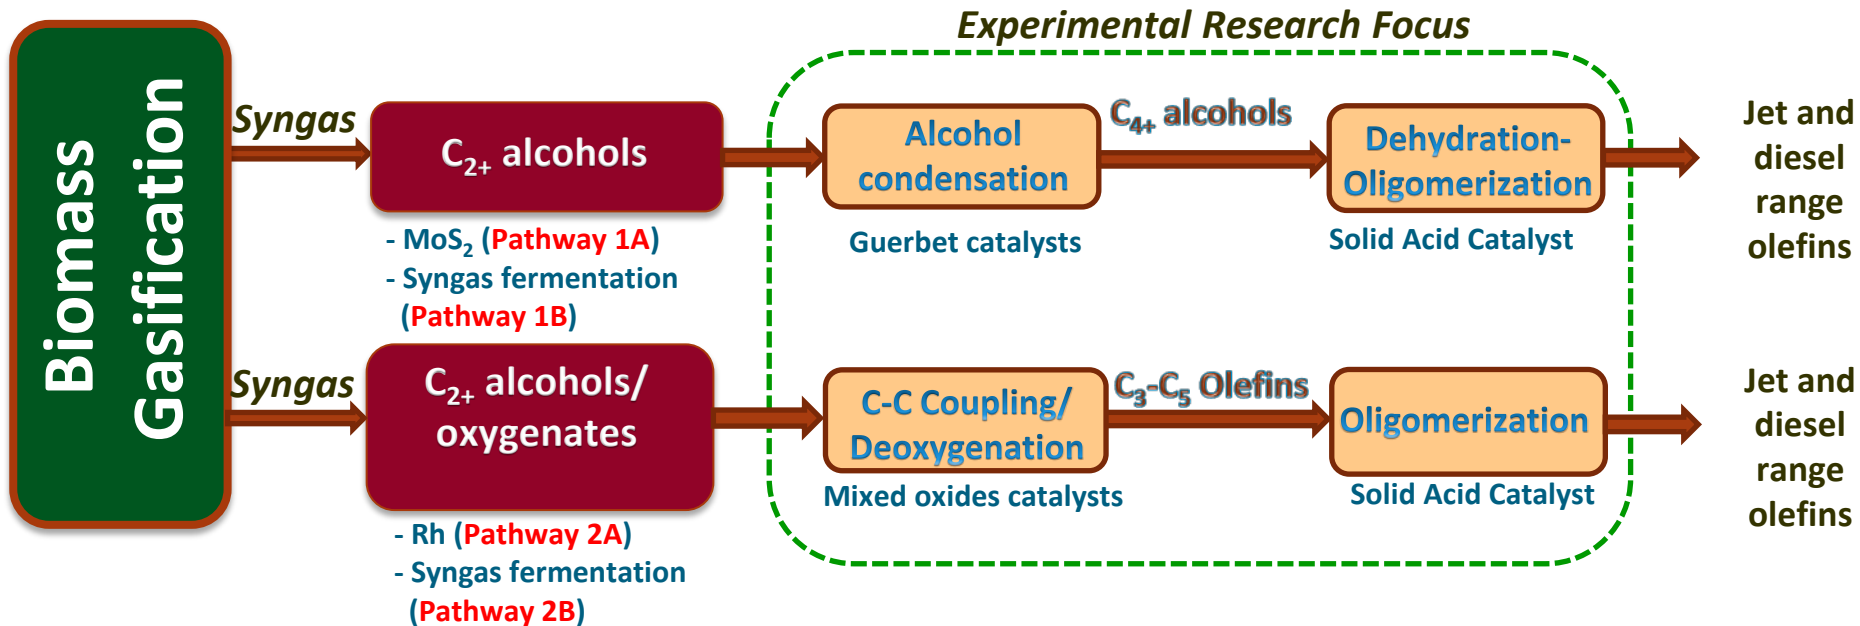 Experimental Research Focus
Biomass
Gasification
Syngas
C₂₊ alcohols
- MoS₂ (Pathway 1A)
- Syngas fermentation
(Pathway 1B)
Alcohol
condensation
Guerbet catalysts
C₄₊ alcohols
Dehydration-
Oligomerization
Solid Acid Catalyst
Jet and
diesel
range
olefins
Syngas
C₂₊ alcohols/
oxygenates
- Rh (Pathway 2A)
- Syngas fermentation
(Pathway 2B)
C-C Coupling/
Deoxygenation
Mixed oxides catalysts
C₃-C₅ Olefins
Oligomerization
Solid Acid Catalyst
Jet and
diesel
range
olefins